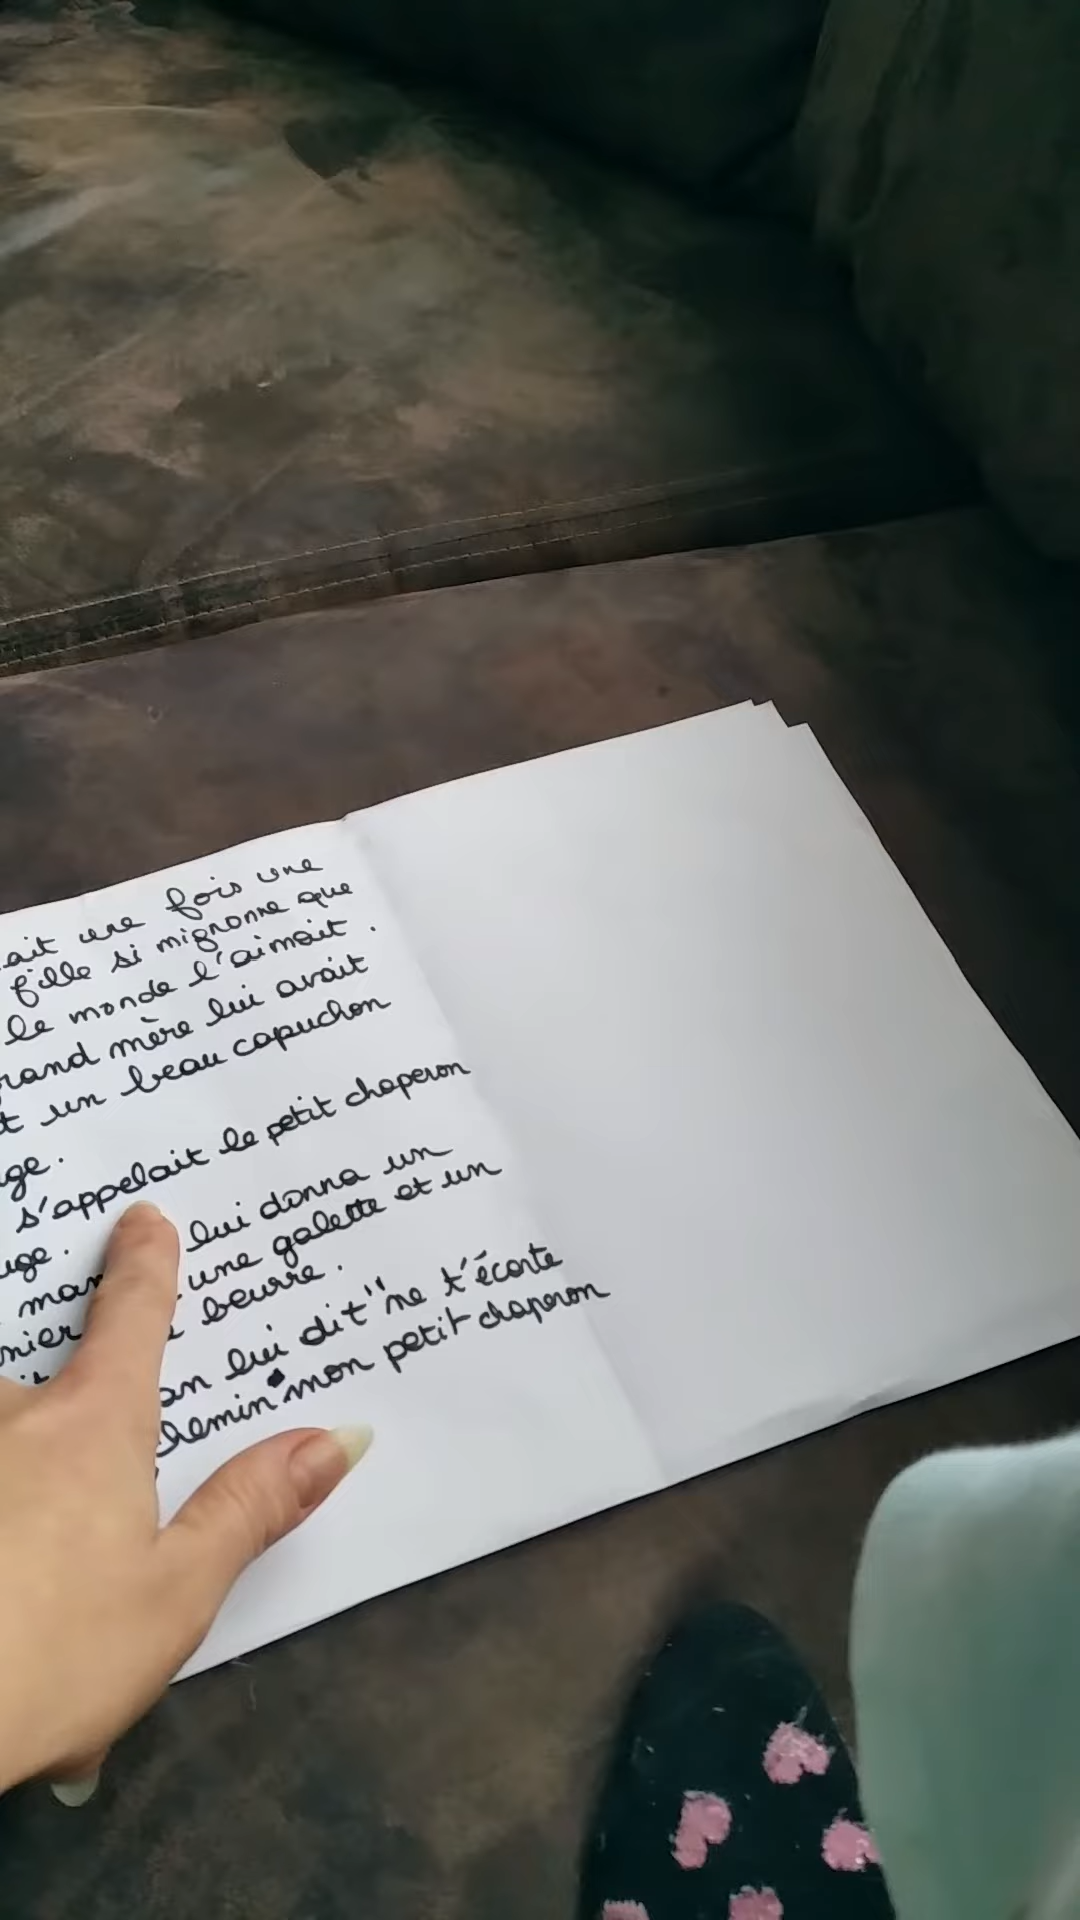 ait une fois une
fille si mignonne que
le monde l'aimait.
rand mère lui avait
t un beau capuchon
ge.
s'appelait le petit chaperon
uge.
man lui donna un
nier une galette et un
it beurre.
an lui dit "ne t'écarte
hemin mon petit chaperon